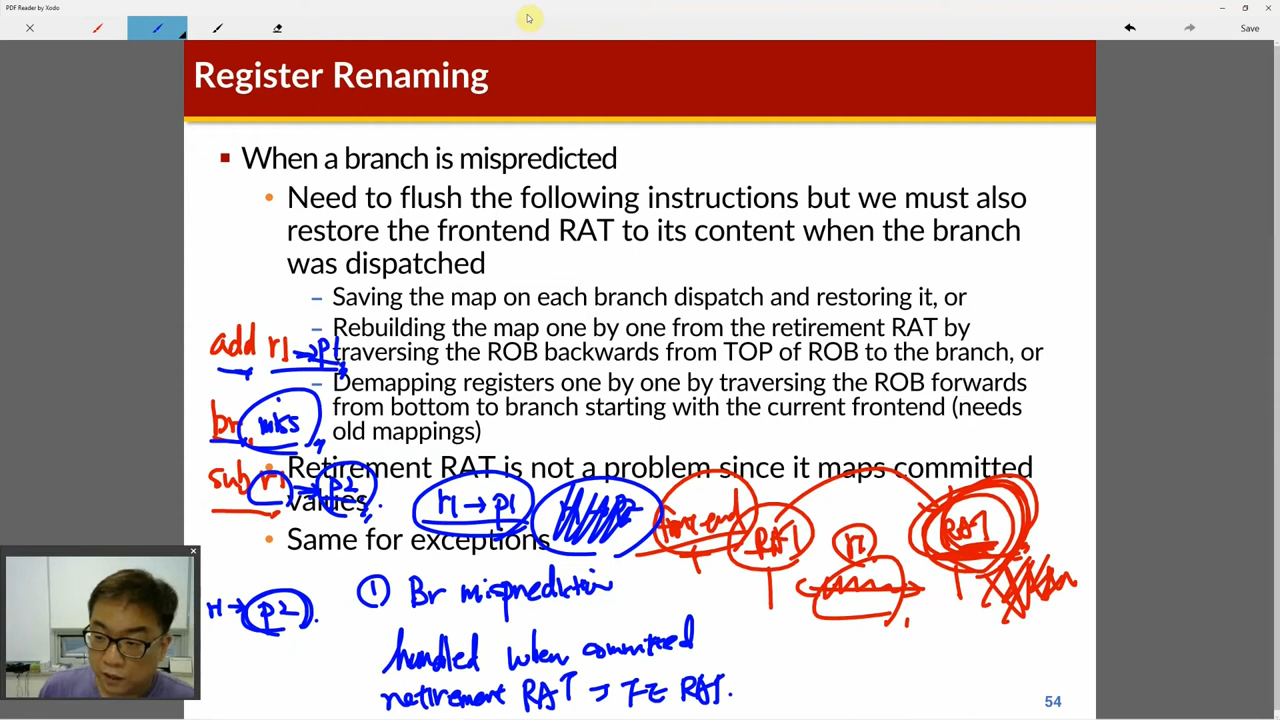 PDF Reader by Xodo
Save
Register Renaming
When a branch is mispredicted
Need to flush the following instructions but we must also
restore the frontend RAT to its content when the branch
was dispatched
Saving the map on each branch dispatch and restoring it, or
Rebuilding the map one by one from the retirement RAT by
traversing the ROB backwards from TOP of ROB to the branch, or
Demapping registers one by one by traversing the ROB forwards
from bottom to branch starting with the current frontend (needs
old mappings)
Retirement RAT is not a problem since it maps committed
values
Same for exceptions
add r1 → p1
br miss
sub r1 → p2
r1 → p1
front-end RAT
r1
RAT
r1 → p2
① Br misprediction
handled when committed
retirement RAT → FE RAT.
54